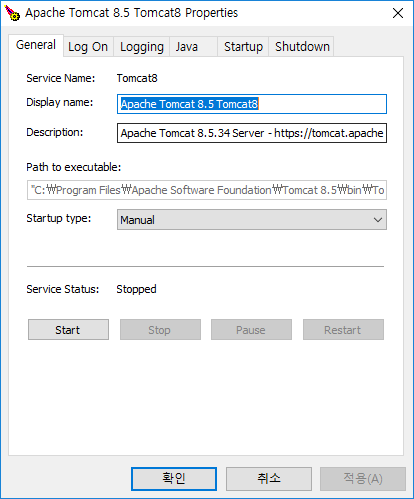 Apache Tomcat 8.5 Tomcat8 Properties
General Log On Logging Java Startup Shutdown
Service Name: Tomcat8
Display name: Apache Tomcat 8.5 Tomcat8
Description: Apache Tomcat 8.5.34 Server - https://tomcat.apache
Path to executable:
"C:₩Program Files₩Apache Software Foundation₩Tomcat 8.5₩bin₩To
Startup type: Manual
Service Status: Stopped
Start Stop Pause Restart
확인 취소 적용(A)